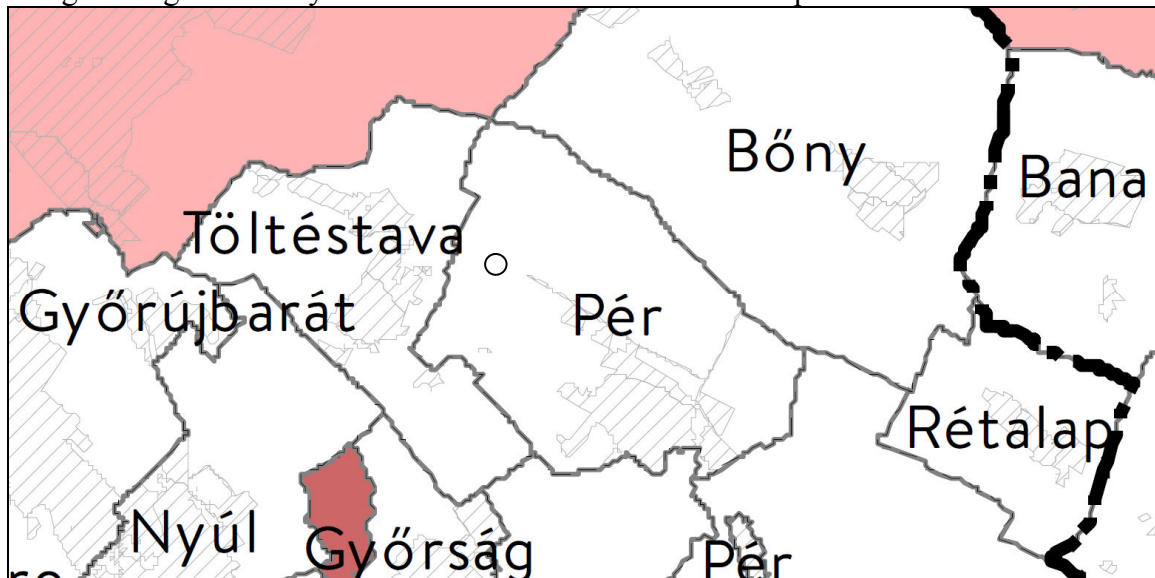 Bőny
Bana
Töltéstava
Győrújbarát
Pér
Rétalap
Nyúl
Győrság
Pér